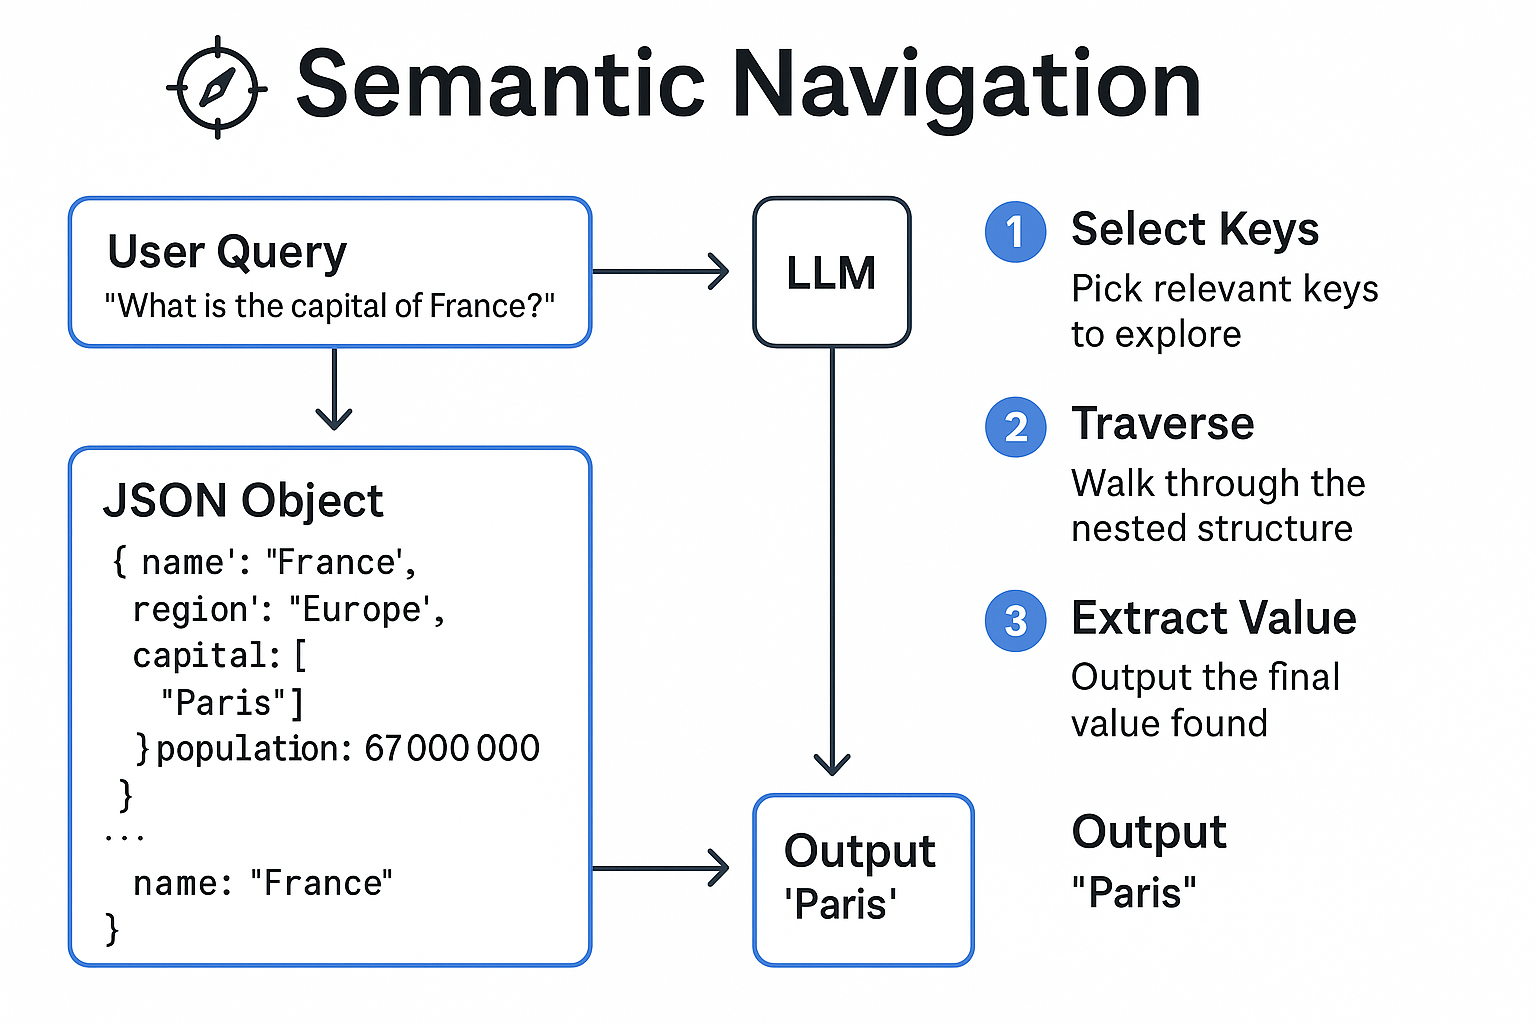 Semantic Navigation
User Query
"What is the capital of France?"
LLM
JSON Object
{ name': "France',
region': "Europe',
capital: [
"Paris"]
}population: 67000000
}
...
name: "France"
}
Output
'Paris'
1 Select Keys
Pick relevant keys
to explore
2 Traverse
Walk through the
nested structure
3 Extract Value
Output the final
value found
Output
"Paris"